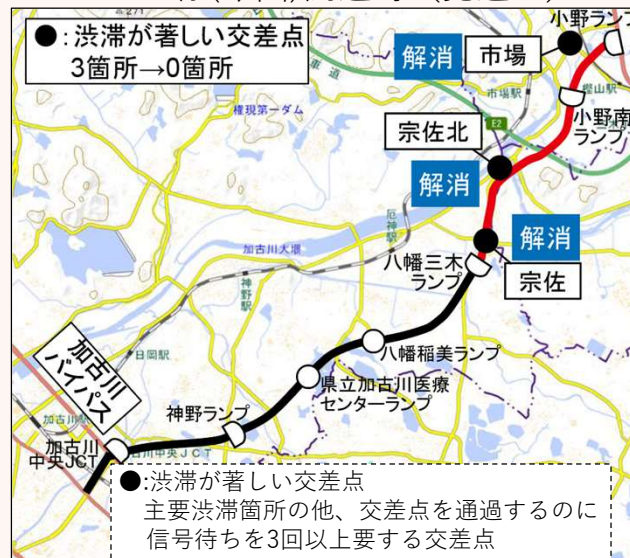 小野ランプ
●:渋滞が著しい交差点
3箇所→0箇所
解消
市場
車道
市場駅
樫山駅
権現第一ダム
小野南
ランプ
E2
宗佐北
解消
解消
厄神駅
加古川大堰
八幡三木
ランプ
宗佐
神野駅
加古川
バイパス
日岡駅
八幡稲美ランプ
県立加古川医療
センターランプ
神野ランプ
加古川駅
加古川
中央JCT
●:渋滞が著しい交差点
主要渋滞箇所の他、交差点を通過するのに
信号待ちを3回以上要する交差点